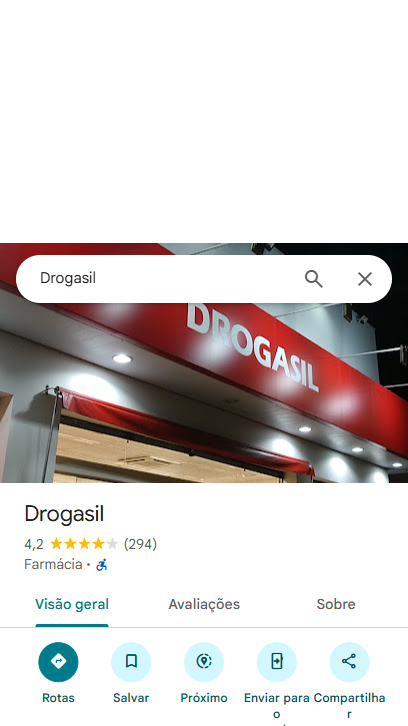 Drogasil
DROGASIL
Drogasil
4,2 (294)
Farmácia •
Visão geral Avaliações Sobre
Rotas Salvar Próximo Enviar para o Compartilhar